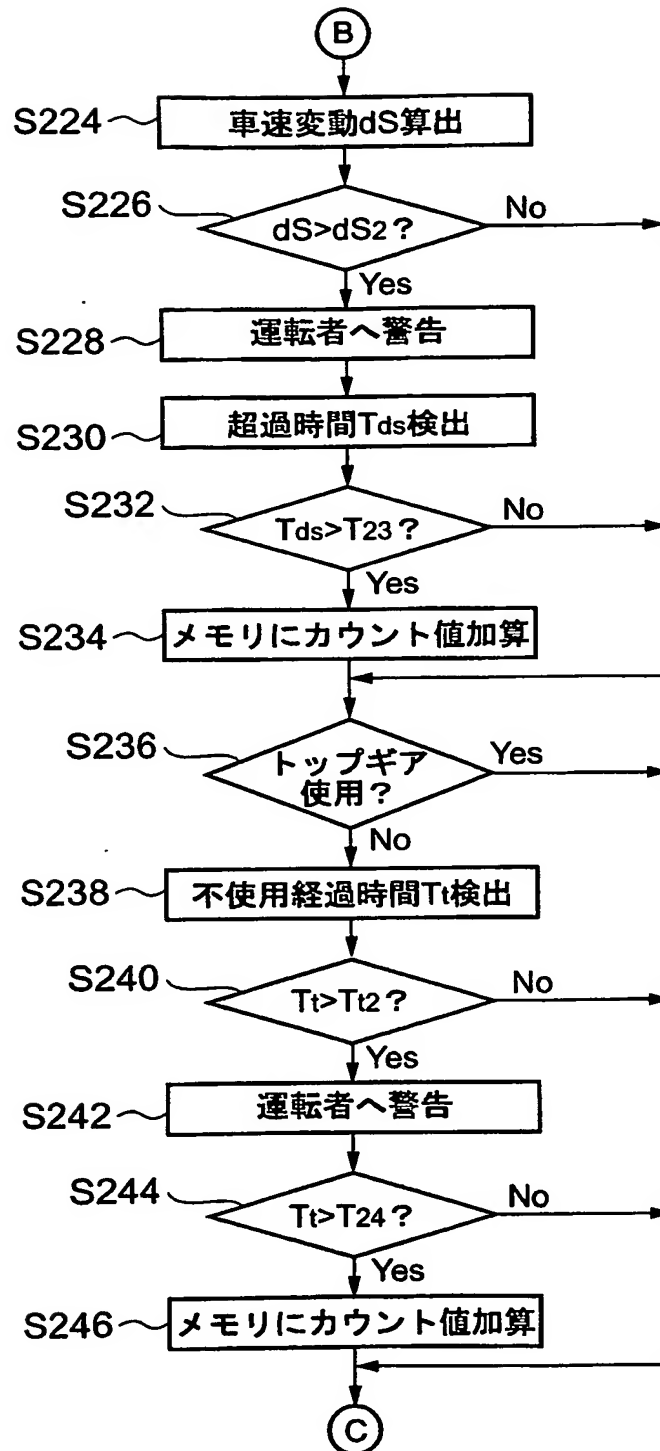 B
S224
車速変動dS算出
S226
dS>dS2?
No
Yes
S228
運転者へ警告
S230
超過時間Tds検出
S232
Tds>T23?
No
Yes
S234
メモリにカウント値加算
S236
トップギア
使用?
Yes
No
S238
不使用経過時間Tt検出
S240
Tt>Tt2?
No
Yes
S242
運転者へ警告
S244
Tt>T24?
No
Yes
S246
メモリにカウント値加算
C